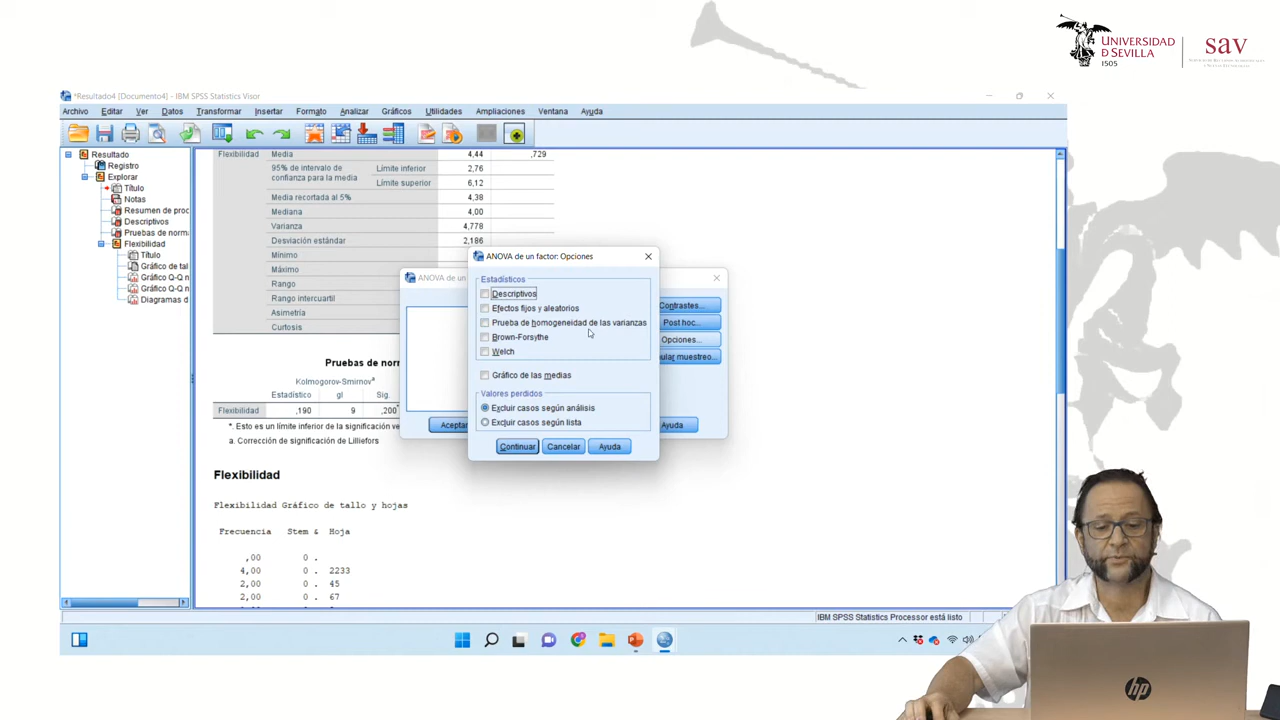 UNIVERSIDAD
DE SEVILLA
1505
sav
*Resultado4 [Documento4] - IBM SPSS Statistics Visor
Archivo Editar Ver Datos Transformar Insertar Formato Analizar Gráficos Utilidades Ampliaciones Ventana Ayuda
Resultado
Registro
Explorar
Título
Notas
Resumen de proc
Descriptivos
Pruebas de norma
Flexibilidad
Título
Gráfico de tal
Gráfico Q-Q n
Gráfico Q-Q n
Diagramas d
Flexibilidad Media 4,44 ,729
95% de intervalo de confianza para la media Límite inferior 2,76
Límite superior 6,12
Media recortada al 5% 4,38
Mediana 4,00
Varianza 4,778
Desviación estándar 2,186
Mínimo
Máximo
Rango
Rango intercuartil
Asimetría
Curtosis
Pruebas de nor
Kolmogorov-Smirnovª
Estadístico gl Sig.
Flexibilidad ,190 9 ,200*
*. Esto es un límite inferior de la significación ve
a. Corrección de significación de Lilliefors
Flexibilidad
Flexibilidad Gráfico de tallo y hojas
Frecuencia Stem & Hoja
,00 0 .
4,00 0 . 2233
2,00 0 . 45
2,00 0 . 67
ANOVA de un
Contrastes...
Post hoc...
Opciones...
ular muestreo...
Aceptar
Ayuda
ANOVA de un factor: Opciones
Estadísticos
Descriptivos
Efectos fijos y aleatorios
Prueba de homogeneidad de las varianzas
Brown-Forsythe
Welch
Gráfico de las medias
Valores perdidos
Excluir casos según análisis
Excluir casos según lista
Continuar Cancelar Ayuda
IBM SPSS Statistics Processor está listo
hp